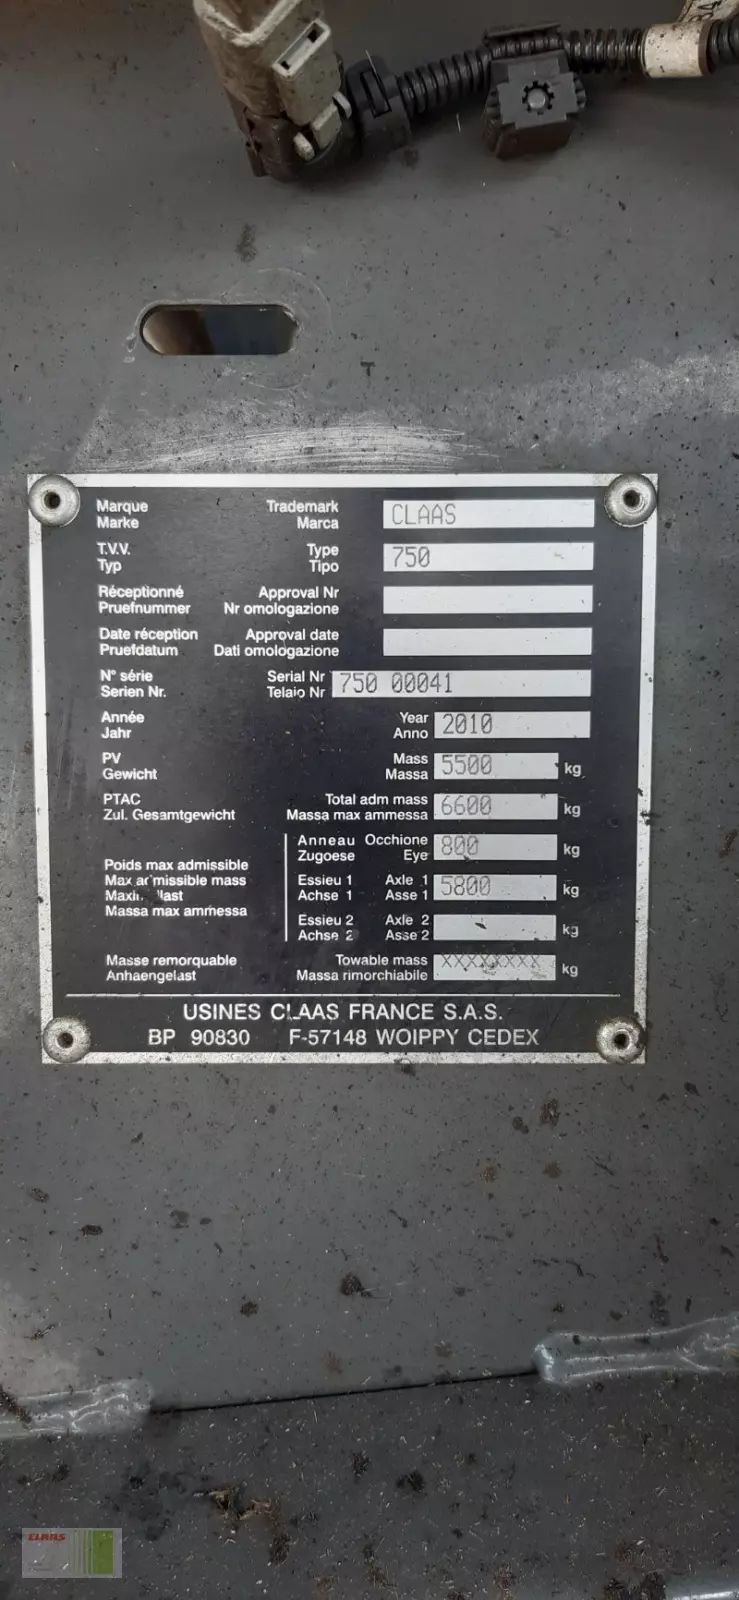 Marque Trademark CLAAS
Marke Marca
T.V.V. Type 750
Typ Tipo
Réceptionné Approval Nr
Pruefnummer Nr omologazione
Date réception Approval date
Pruefdatum Dati omologazione
N° série Serial Nr 750 00041
Serien Nr. Telaio Nr
Année Year 2010
Jahr Anno
PV Mass 5500 kg
Gewicht Massa
PTAC Total adm mass 6600 kg
Zul. Gesamtgewicht Massa max ammessa
Anneau Occhione 800 kg
Zugoese Eye
Poids max admissible
Max admissible mass Essieu 1 Axle 1 5800 kg
Achse 1 Asse 1
Massa max ammessa Essieu 2 Axle 2 kg
Achse 2 Asse 2
Masse remorquable Towable mass XXXXXXXX kg
Anhaengelast Massa rimorchiabile
USINES CLAAS FRANCE S.A.S.
BP 90830 F-57148 WOIPPY CEDEX
CLAAS